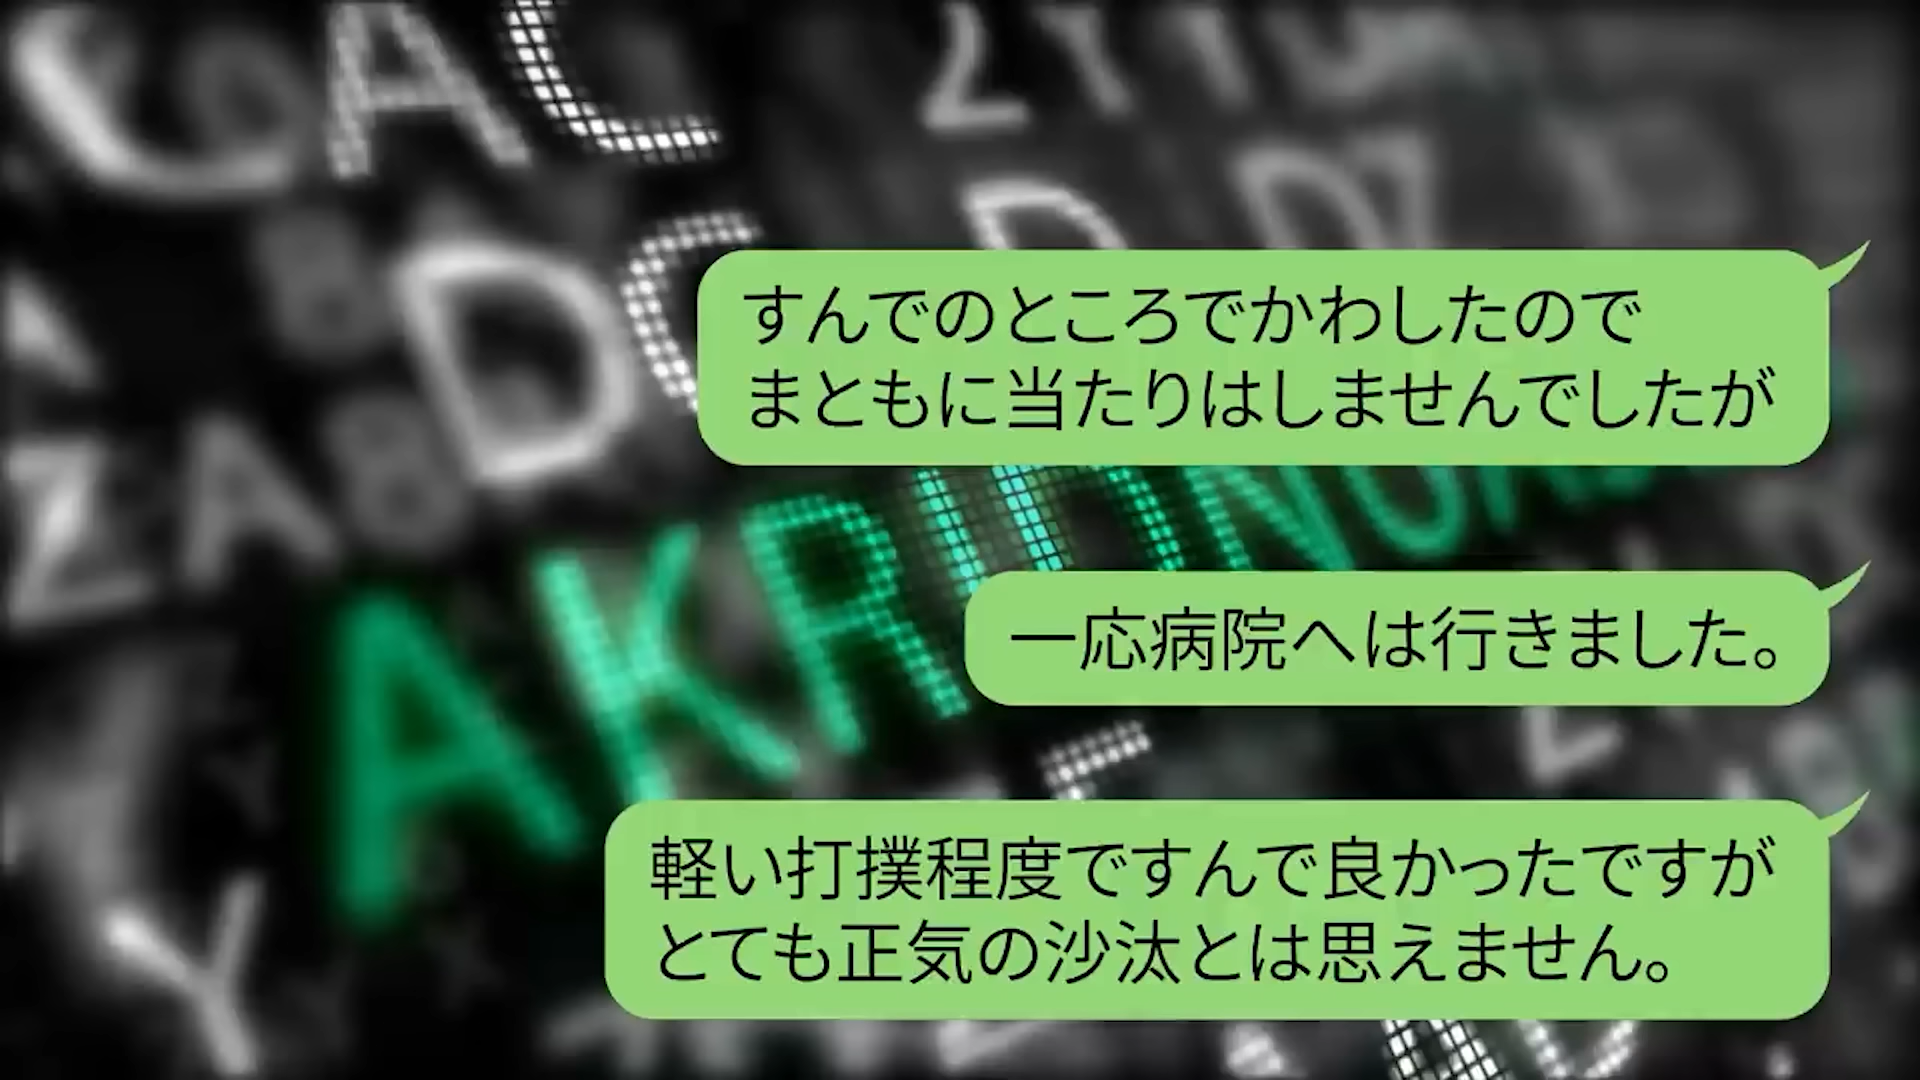 すんでのところでかわしたので
まともに当たりはしませんでしたが
一応病院へは行きました。
軽い打撲程度ですんで良かったですが
とても正気の沙汰とは思えません。